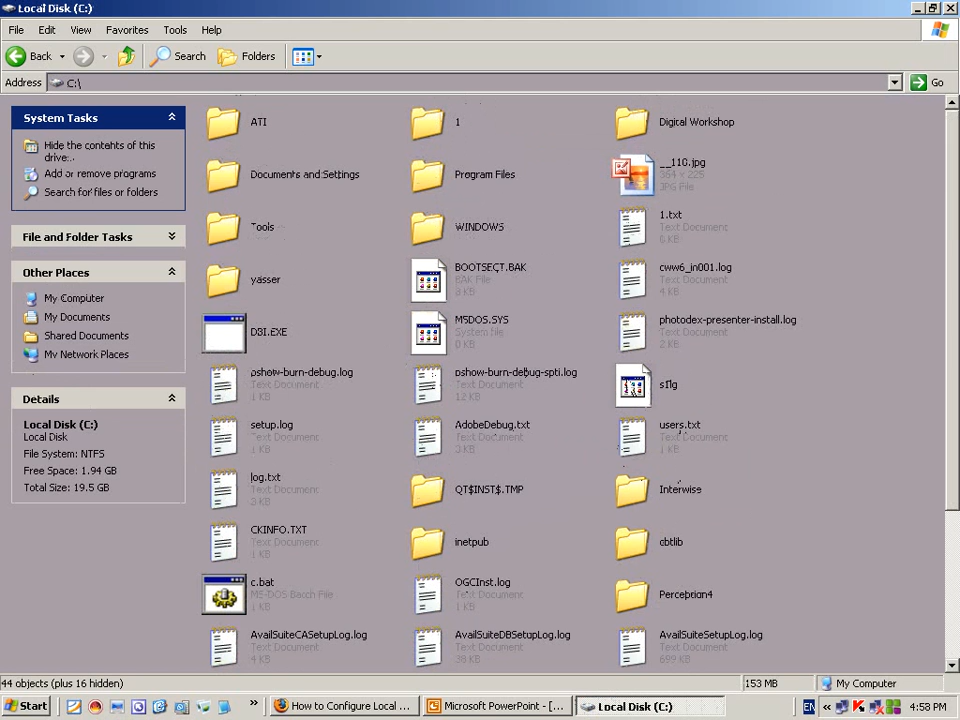 Local Disk (C:)
File Edit View Favorites Tools Help
Back Search Folders
Address C:\ Go
System Tasks
Hide the contents of this
drive
Add or remove programs
Search for files or folders
File and Folder Tasks
Other Places
My Computer
My Documents
Shared Documents
My Network Places
Details
Local Disk (C:)
Local Disk
File System: NTFS
Free Space: 1.94 GB
Total Size: 19.5 GB
ATI
1
Digital Workshop
Documents and Settings
Program Files
__110.jpg
354 x 225
JPG File
Tools
WINDOWS
1.txt
Text Document
0 KB
yasser
BOOTSECT.BAK
BAK File
3 KB
cww6_in001.log
Text Document
4 KB
DBI.EXE
MSDOS.SYS
System file
0 KB
photodex-presenter-install.log
Text Document
2 KB
pshow-burn-debug.log
Text Document
1 KB
pshow-burn-debug-spti.log
Text Document
12 KB
setup.log
Text Document
1 KB
AdobeDebug.txt
Text Document
3 KB
users.txt
Text Document
1 KB
log.txt
Text Document
3 KB
QT$INST$.TMP
Interwise
CKINFO.TXT
Text Document
1 KB
inetpub
cbtlib
c.bat
MS-DOS Batch File
1 KB
OGCInst.log
Text Document
1 KB
Perception4
AvailSuiteCASetupLog.log
Text Document
4 KB
AvailSuiteDBSetupLog.log
Text Document
38 KB
AvailSuiteSetupLog.log
Text Document
699 KB
44 objects (plus 16 hidden) 153 MB My Computer
Start How to Configure Local ... Microsoft PowerPoint - [... Local Disk (C:) EN 4:58 PM